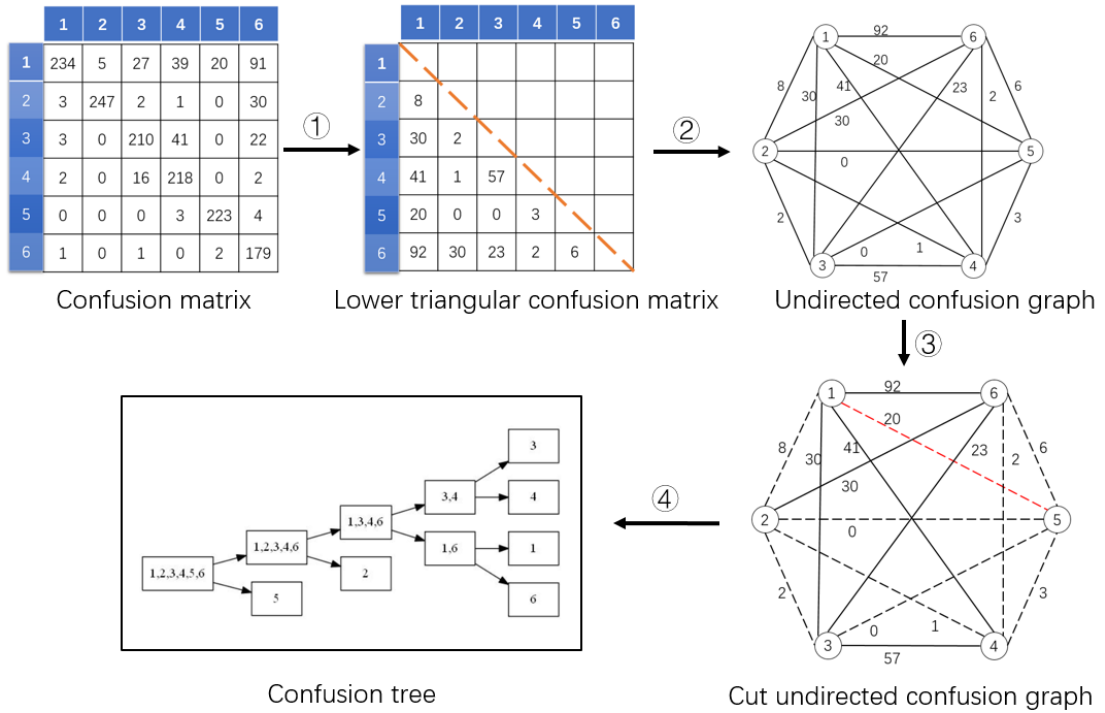 1 2 3 4 5 6
1 234 5 27 39 20 91
2 3 247 2 1 0 30
3 3 0 210 41 0 22
4 2 0 16 218 0 2
5 0 0 0 3 223 4
6 1 0 1 0 2 179
Confusion matrix
①
1 2 3 4 5 6
1
2 8
3 30 2
4 41 1 57
5 20 0 0 3
6 92 30 23 2 6
Lower triangular confusion matrix
②
92
1 6
20
8 30 41 23 2 6
30
2 5
0
2 0 1 3
3 4
57
Undirected confusion graph
③
92
1 6
20
8 30 41 23 2 6
30
2 5
0
2 0 1 3
3 4
57
Cut undirected confusion graph
④
3
3,4
4
1,3,4,6
1,2,3,4,6
1,6
1
1,2,3,4,5,6
2
5
6
Confusion tree